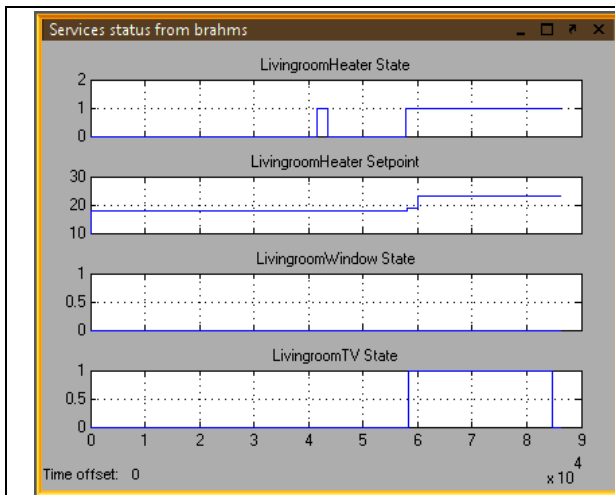 Services status from brahms
LivingroomHeater State
2
1
0
LivingroomHeater Setpoint
30
20
10
LivingroomWindow State
1
0.5
0
LivingroomTV State
1
0.5
0
0 1 2 3 4 5 6 7 8 9
x 10^4
Time offset: 0